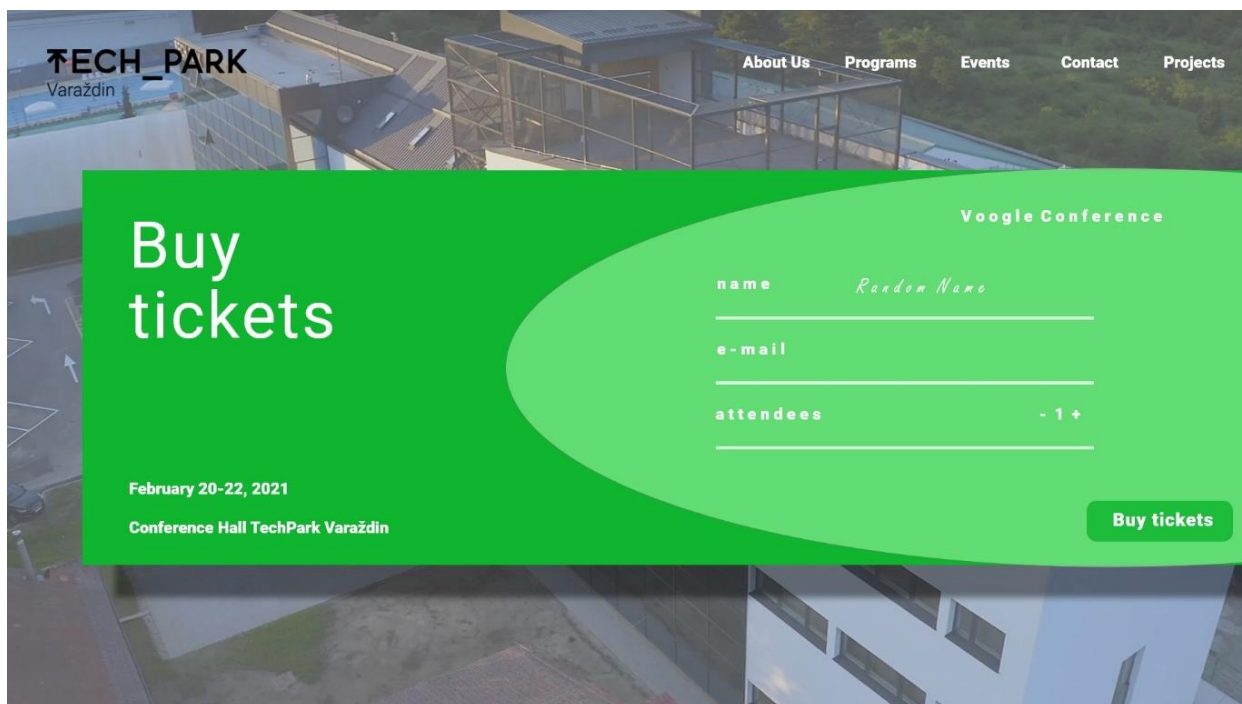 TECH_PARK
Varaždin
About Us Programs Events Contact Projects
Buy
tickets
February 20-22, 2021
Conference Hall TechPark Varaždin
Voogle Conference
name Random Name
e-mail
attendees - 1 +
Buy tickets